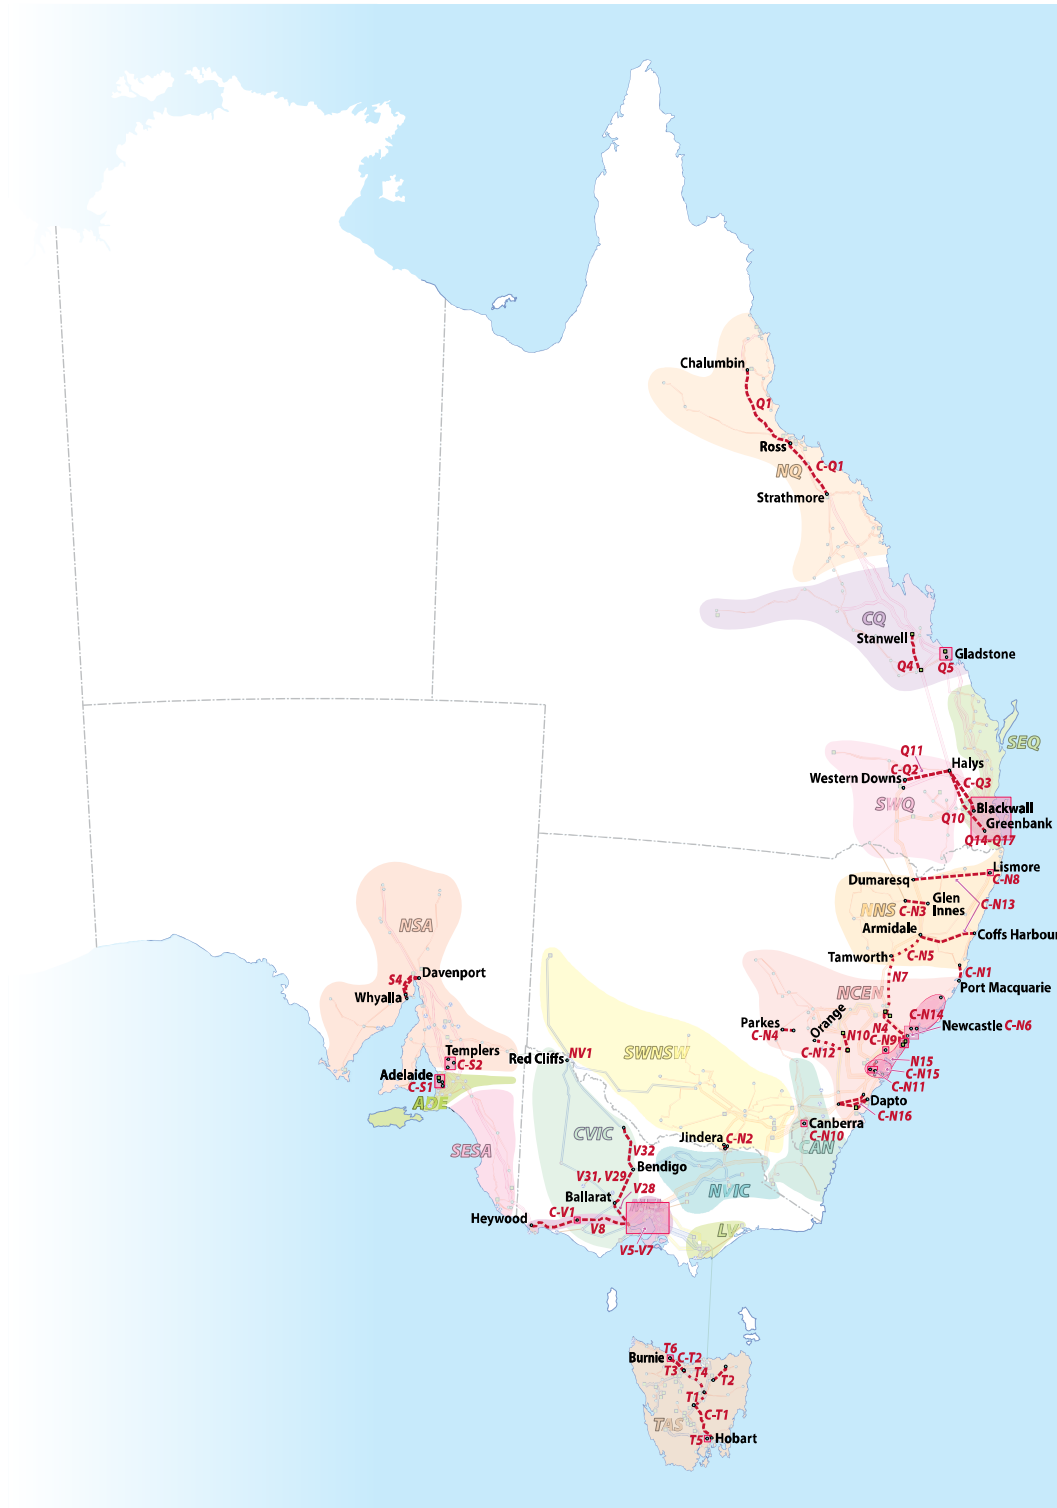 Chalumbin
Q1
Ross
C-Q1
NQ
Strathmore
CQ
Stanwell
Gladstone
Q4
Q5
SEQ
Q11
Halys
C-Q2
Western Downs
C-Q3
SWQ
Blackwall
Q10
Greenbank
Q14-Q17
Lismore
Dumaresq
C-N8
Glen
Innes
NNS
C-N3
C-N13
Armidale
Coffs Harbour
NSA
Tamworth
C-N5
Davenport
S4
N7
C-N1
Port Macquarie
Whyalla
NCEN
Orange
C-N14
Parkes
C-N4
N4
Newcastle
C-N6
N10
C-N9
Templers
C-S2
Red Cliffs
NV1
SWNSW
C-N12
N15
C-N15
Adelaide
C-S1
C-N11
ADE
Dapto
C-N16
Canberra
C-N10
CVIC
Jindera
C-N2
CAN
SESA
V32
Bendigo
V31, V29
V28
NVIC
Ballarat
MEL
C-V1
Heywood
V8
LV
V5-V7
T6
Burnie
C-T2
T3
T4
T2
T1
C-T1
TAS
T5
Hobart